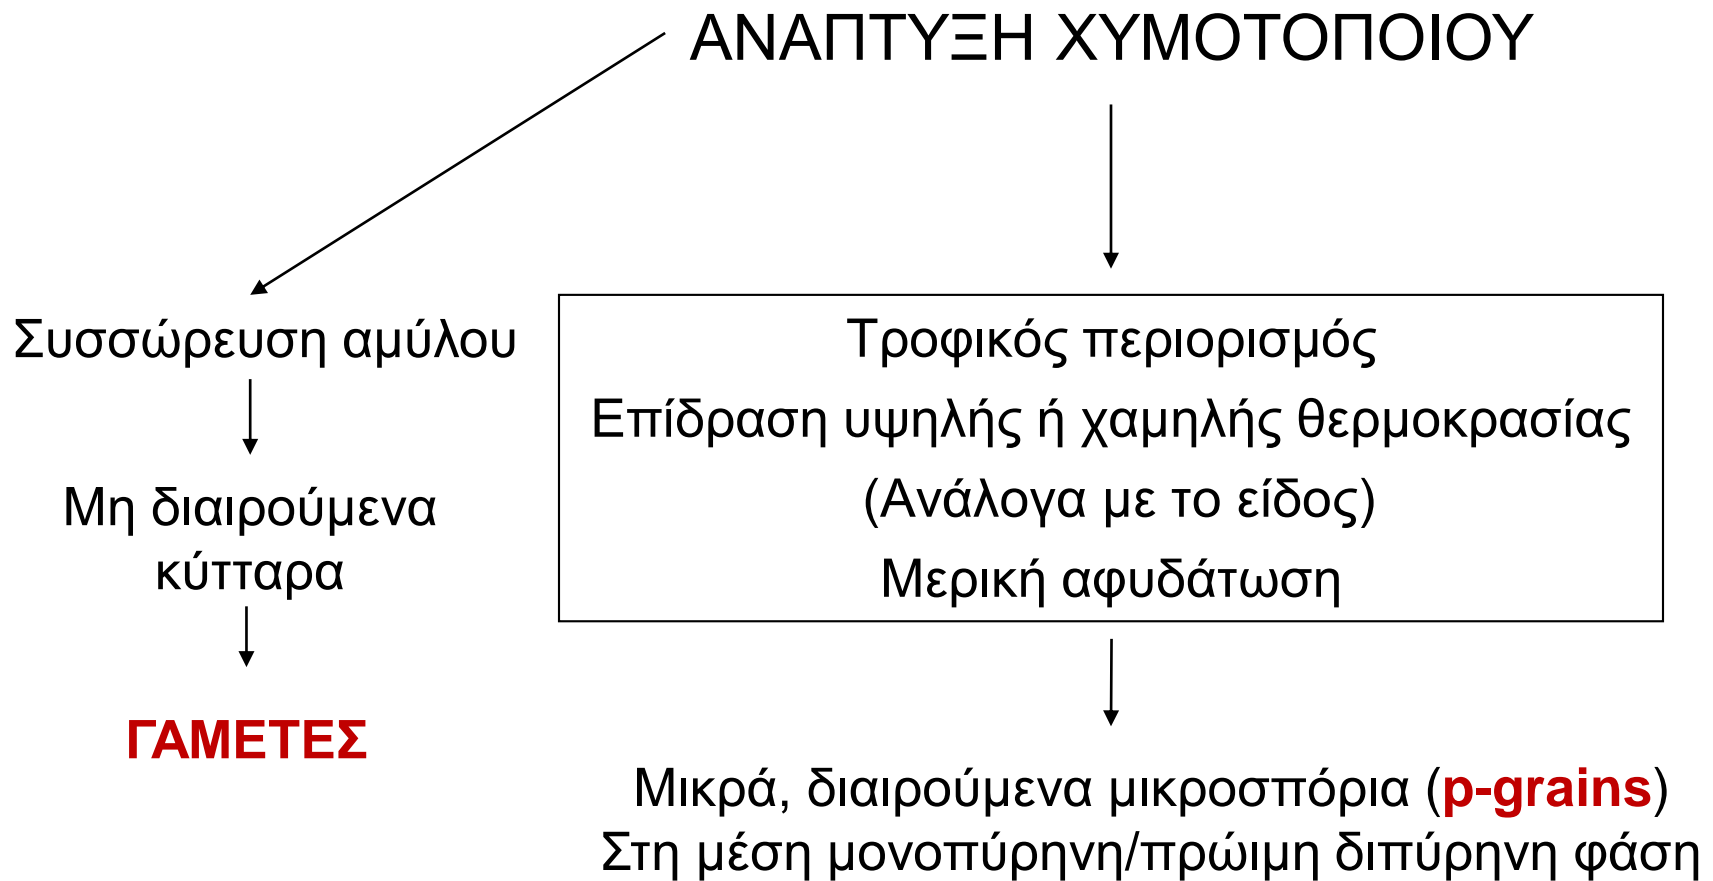 ΑΝΑΠΤΥΞΗ ΧΥΜΟΤΟΠΟΙΟΥ
Συσσώρευση αμύλου
Μη διαιρούμενα
κύτταρα
ΓΑΜΕΤΕΣ
Τροφικός περιορισμός
Επίδραση υψηλής ή χαμηλής θερμοκρασίας
(Ανάλογα με το είδος)
Μερική αφυδάτωση
Μικρά, διαιρούμενα μικροσπόρια (p-grains)
Στη μέση μονοπύρηνη/πρώιμη διπύρηνη φάση